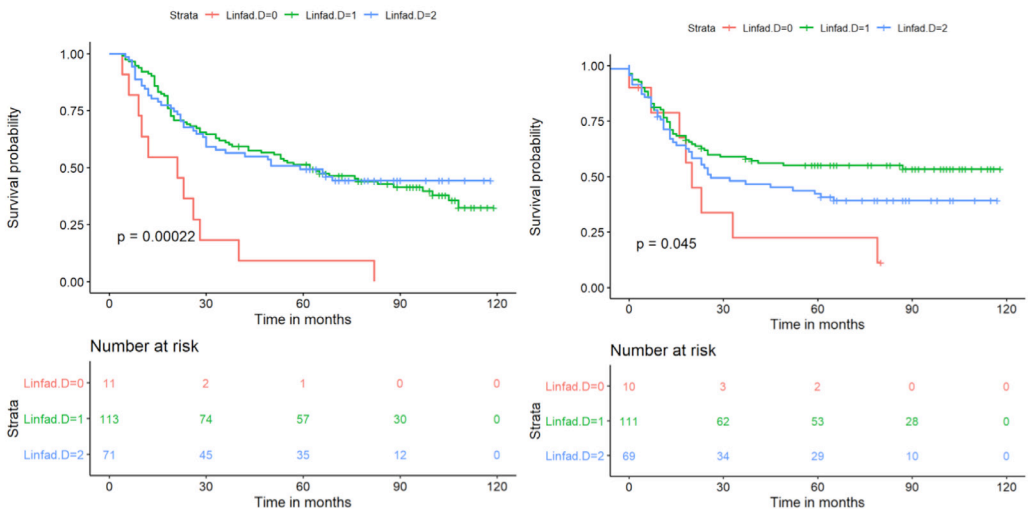 Strata Linfad.D=0 Linfad.D=1 Linfad.D=2
1.00
0.75
0.50
0.25
0.00
Survival probability
p = 0.00022
0 30 60 90 120
Time in months
Number at risk
Strata
Linfad.D=0 11 2 1 0 0
Linfad.D=1 113 74 57 30 0
Linfad.D=2 71 45 35 12 0
0 30 60 90 120
Time in months
Strata Linfad.D=0 Linfad.D=1 Linfad.D=2
1.00
0.75
0.50
0.25
0.00
Survival probability
p = 0.045
0 30 60 90 120
Time in months
Number at risk
Strata
Linfad.D=0 10 3 2 0 0
Linfad.D=1 111 62 53 28 0
Linfad.D=2 69 34 29 10 0
0 30 60 90 120
Time in months